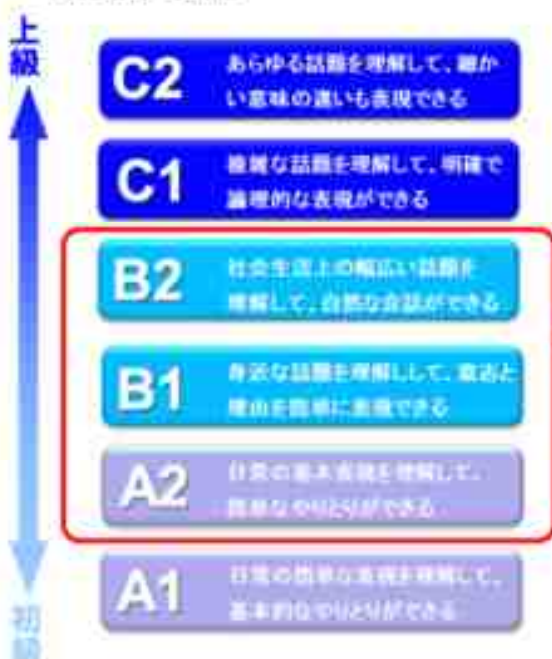 上級
C2
あらゆる話題を理解して、細か
い意味の違いも表現できる
C1
複雑な話題を理解して、明確で
論理的な表現ができる
B2
社会生活上の幅広い話題を
理解して、自然な会話ができる
B1
身近な話題を理解しして、意志と
理由を簡単に表現できる
A2
日常の基本表現を理解して、
簡単なやりとりができる
A1
日常の簡単な表現を理解して、
基本的なやりとりができる
初級